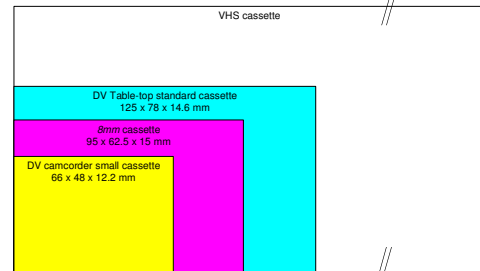 VHS cassette
DV Table-top standard cassette
125 x 78 x 14.6 mm
8mm cassette
95 x 62.5 x 15 mm
DV camcorder small cassette
66 x 48 x 12.2 mm